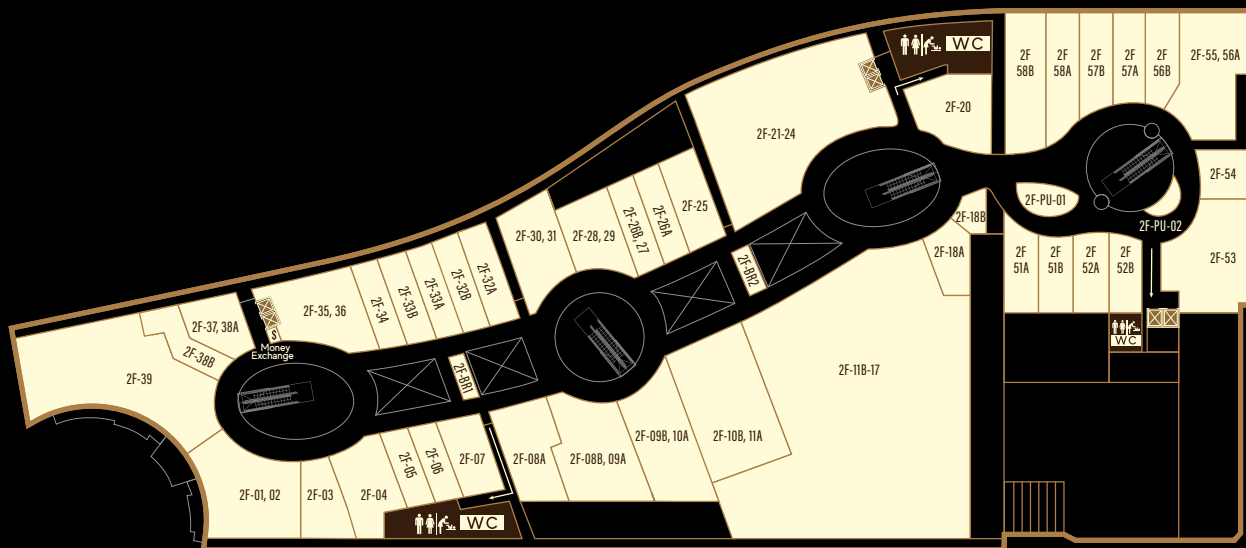 WC
2F
58B
2F
58A
2F
57B
2F
57A
2F
56B
2F-55, 56A
2F-20
2F-21-24
2F-54
2F-PU-01
2F-PU-02
2F-25
2F-26A
2F-26B, 27
2F-28, 29
2F-30, 31
2F-18B
2F-18A
2F
51A
2F
51B
2F
52A
2F
52B
2F-53
2F-BR2
2F-32A
2F-32B
2F-33A
2F-33B
2F-34
2F-35, 36
2F-37, 38A
2F-38B
$
Money
Exchange
WC
2F-39
2F-BR1
2F-11B-17
2F-10B, 11A
2F-09B, 10A
2F-08B, 09A
2F-08A
2F-07
2F-06
2F-05
2F-04
2F-03
2F-01, 02
WC